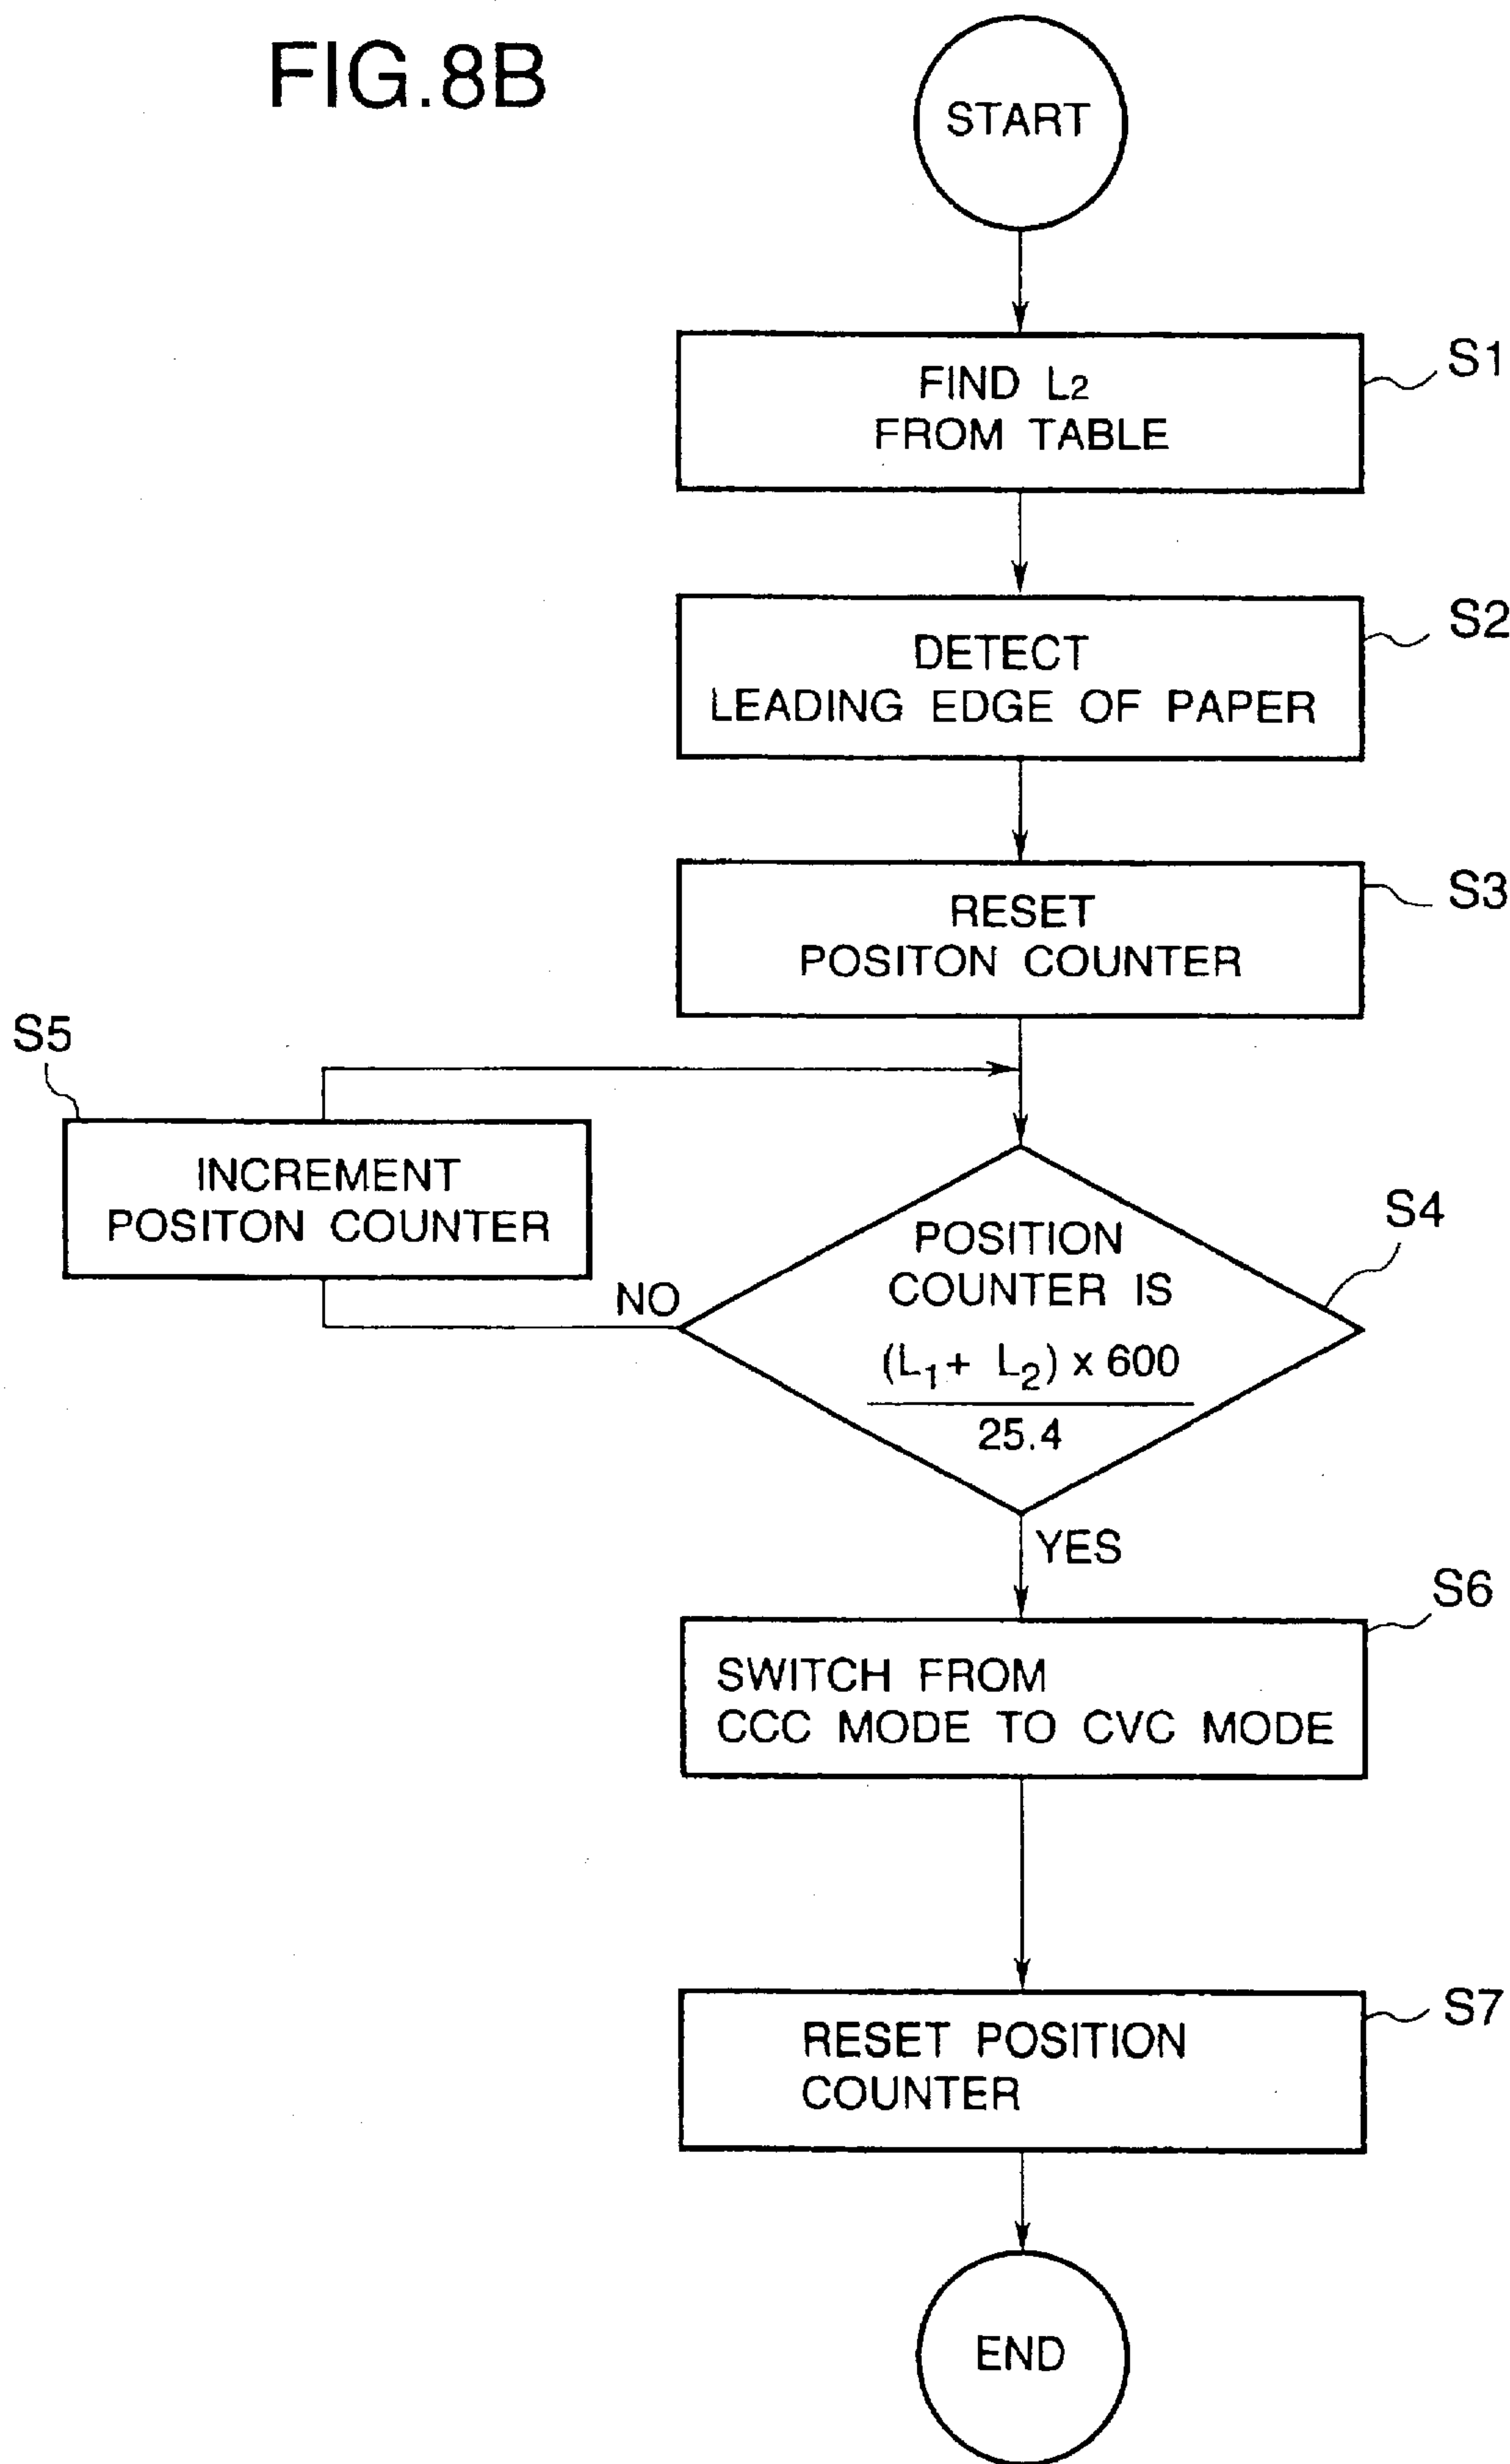 FIG.8B
START
FIND L2
FROM TABLE
S1
DETECT
LEADING EDGE OF PAPER
S2
RESET
POSITON COUNTER
S3
S5
INCREMENT
POSITON COUNTER
NO
POSITION
COUNTER IS
(L1+ L2) x 600
25.4
S4
YES
SWITCH FROM
CCC MODE TO CVC MODE
S6
RESET POSITION
COUNTER
S7
END